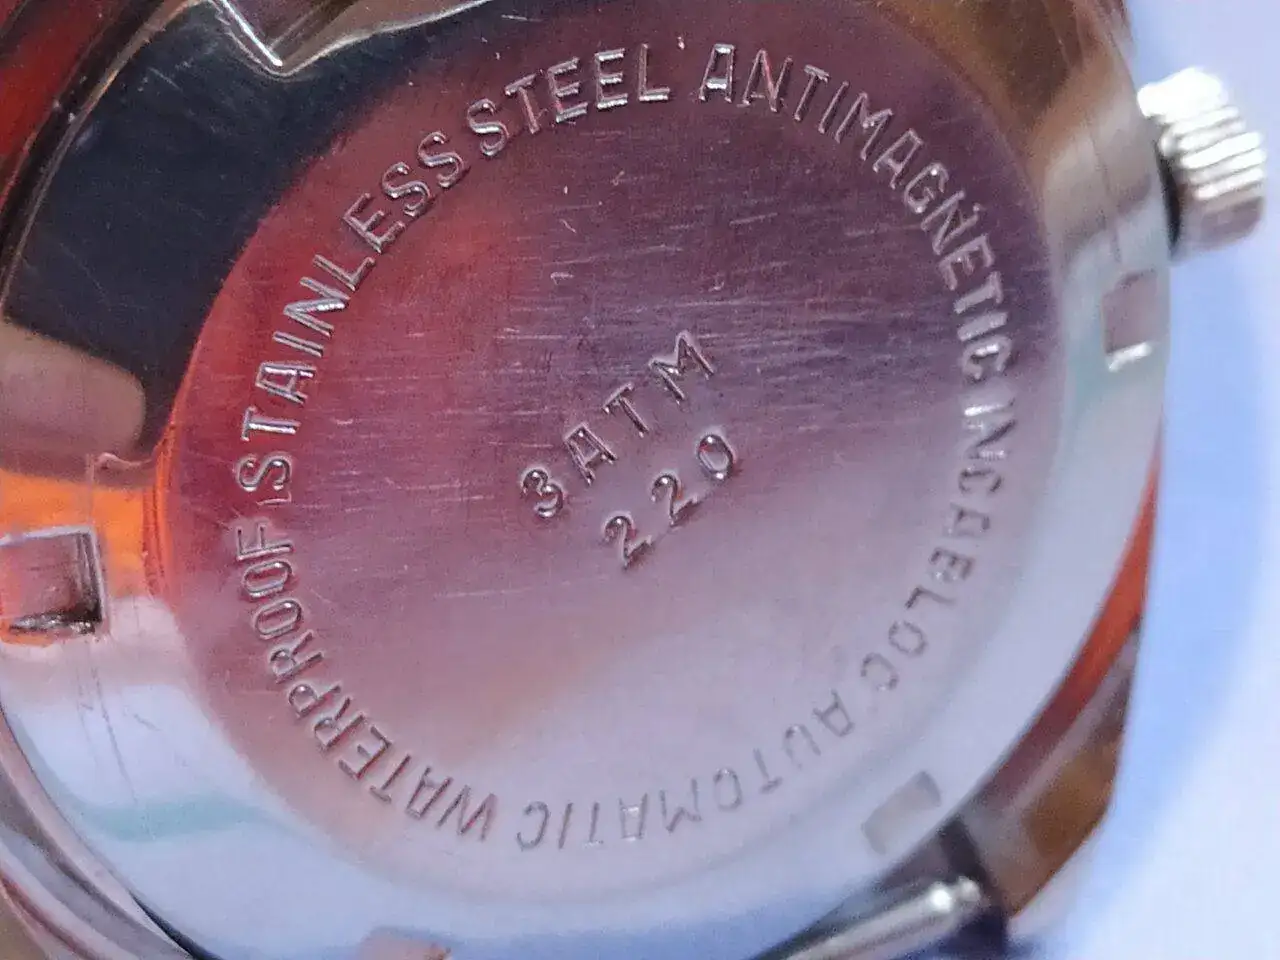 WATERPROOF STAINLESS STEEL ANTIMAGNETIC INCABLOC AUTOMATIC
3ATM
220